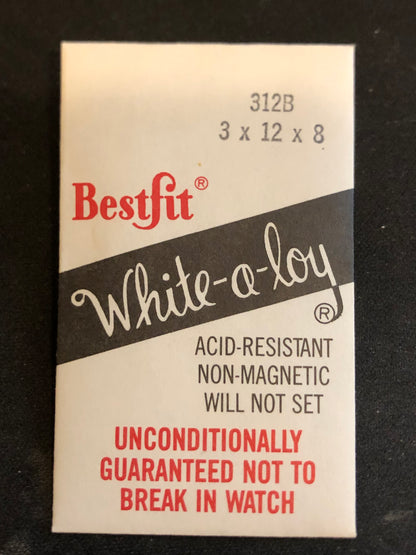 312B
3 x 12 x 8
Bestfit®
White-a-loy
®
ACID-RESISTANT
NON-MAGNETIC
WILL NOT SET
UNCONDITIONALLY
GUARANTEED NOT TO
BREAK IN WATCH